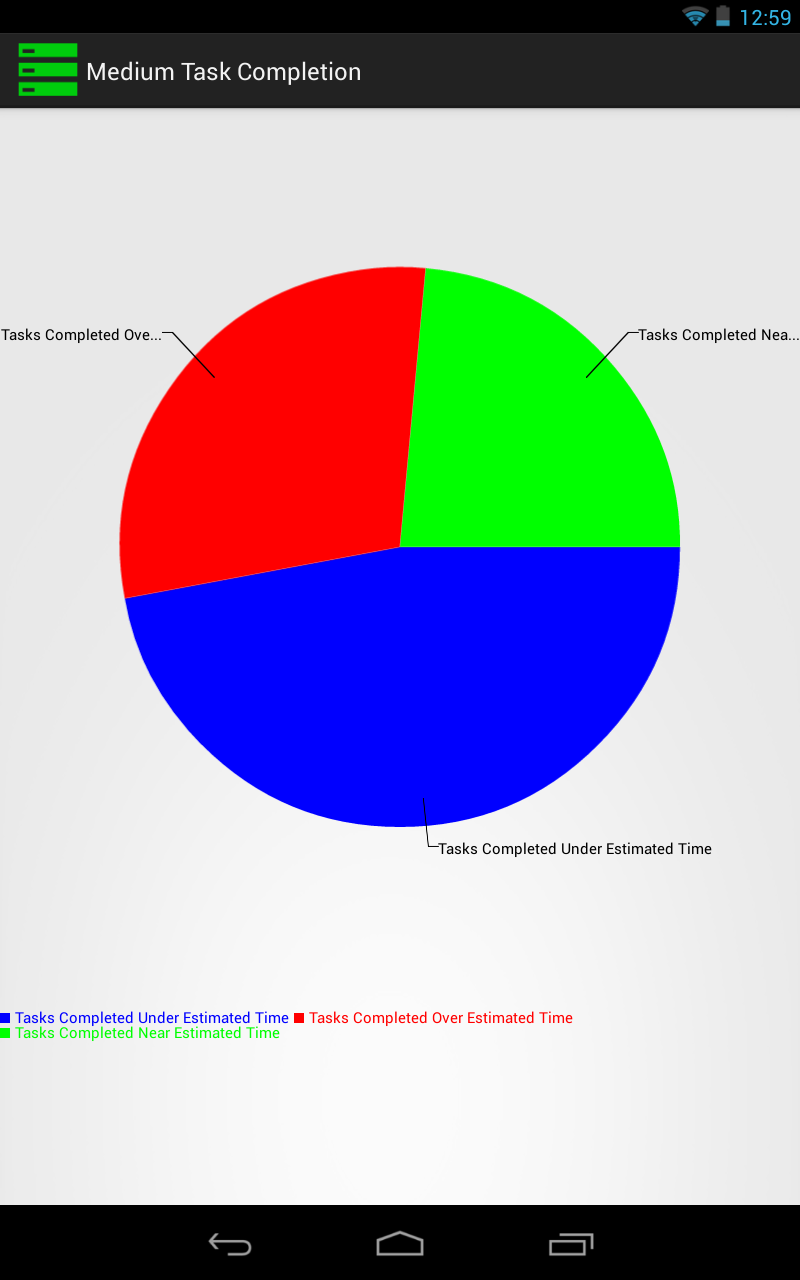 12:59
Medium Task Completion
Tasks Completed Ove...
Tasks Completed Nea...
Tasks Completed Under Estimated Time
Tasks Completed Under Estimated Time Tasks Completed Over Estimated Time
Tasks Completed Near Estimated Time